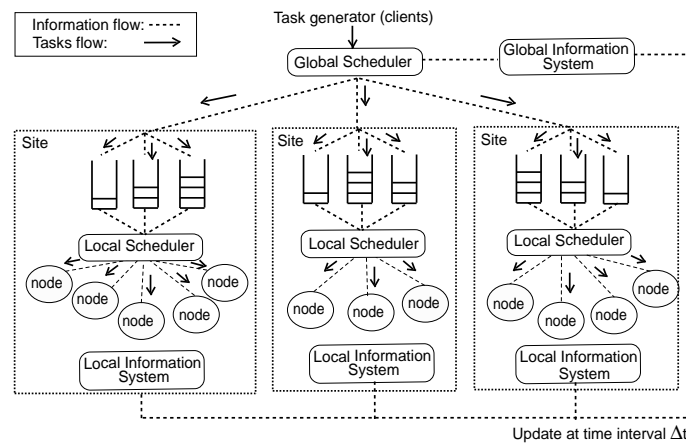 Task generator (clients)
Information flow:
Tasks flow:
Global Scheduler
Global Information
System
Site
Site
Site
Local Scheduler
Local Scheduler
Local Scheduler
node
node
node
node
node
node
node
node
node
node
node
node
Local Information
System
Local Information
System
Local Information
System
Update at time interval Δt